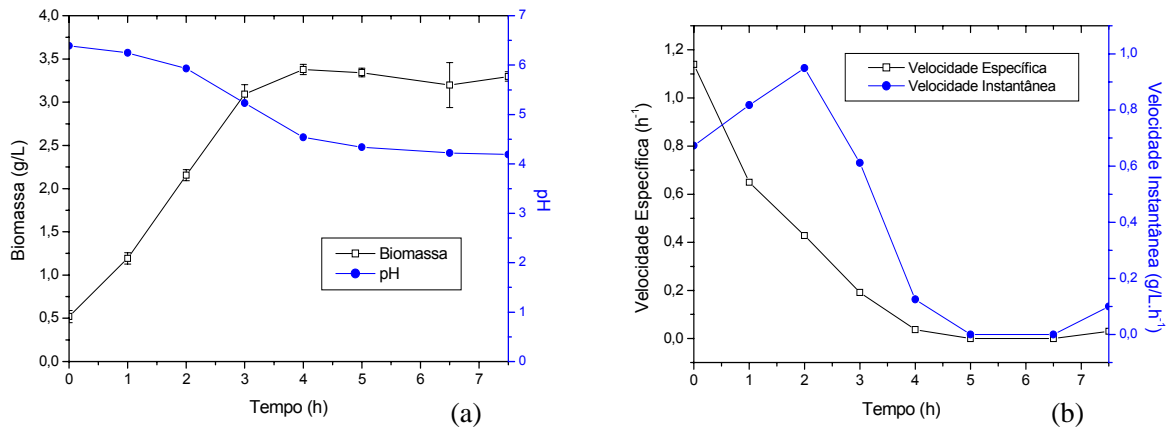 4,0
3,5
3,0
2,5
2,0
1,5
1,0
0,5
0,0
Biomassa (g/L)
0 1 2 3 4 5 6 7
Tempo (h)
7
6
5
4
3
2
1
0
pH
Biomassa
pH
(a)
1,2
1,0
0,8
0,6
0,4
0,2
0,0
Velocidade Específica (h-1)
0 1 2 3 4 5 6 7
Tempo (h)
1,0
0,8
0,6
0,4
0,2
0,0
Velocidade Instantânea (g/L.h-1)
Velocidade Específica
Velocidade Instantânea
(b)